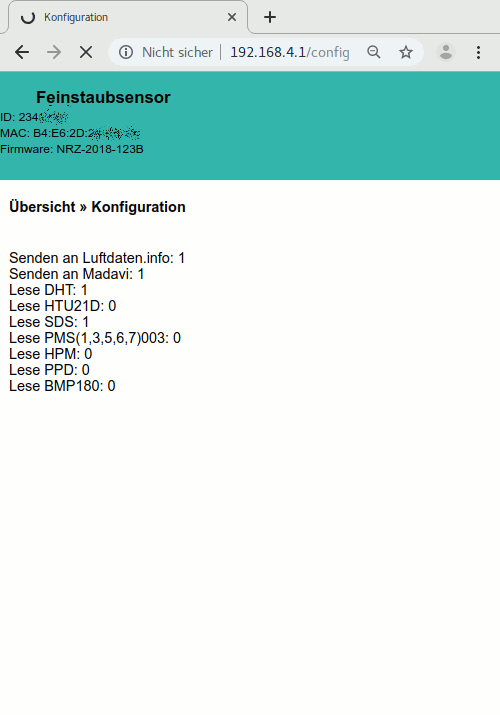 Konfiguration
Nicht sicher | 192.168.4.1/config
Feinstaubsensor
ID: 234
MAC: B4:E6:2D:2
Firmware: NRZ-2018-123B
Übersicht » Konfiguration
Senden an Luftdaten.info: 1
Senden an Madavi: 1
Lese DHT: 1
Lese HTU21D: 0
Lese SDS: 1
Lese PMS(1,3,5,6,7)003: 0
Lese HPM: 0
Lese PPD: 0
Lese BMP180: 0